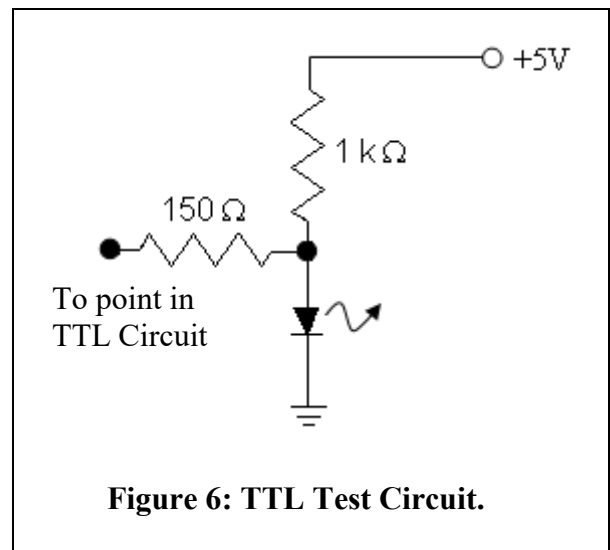 +5V
1 kΩ
150 Ω
To point in
TTL Circuit
Figure 6: TTL Test Circuit.